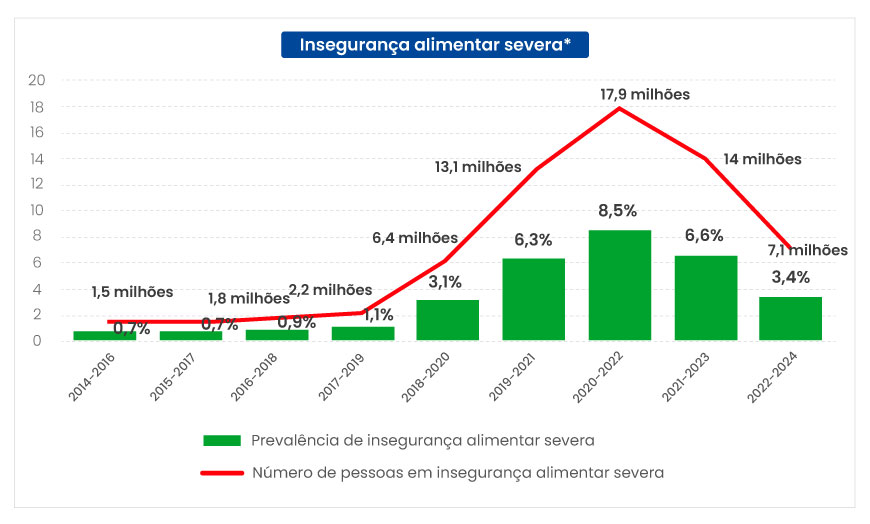 Insegurança alimentar severa*
20
18
16
14
12
10
8
6
4
2
0
1,5 milhões
1,8 milhões
2,2 milhões
6,4 milhões
13,1 milhões
17,9 milhões
14 milhões
7,1 milhões
0,7%
0,7%
0,9%
1,1%
3,1%
6,3%
8,5%
6,6%
3,4%
2014-2016
2015-2017
2016-2018
2017-2019
2018-2020
2019-2021
2020-2022
2021-2023
2022-2024
Prevalência de insegurança alimentar severa
Número de pessoas em insegurança alimentar severa